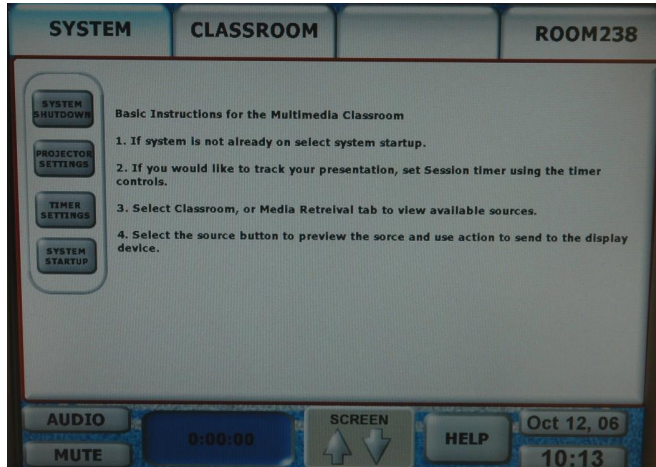 SYSTEM
CLASSROOM
ROOM238
SYSTEM
SHUTDOWN
PROJECTOR
SETTINGS
TIMER
SETTINGS
SYSTEM
STARTUP
Basic Instructions for the Multimedia Classroom
1. If system is not already on select system startup.
2. If you would like to track your presentation, set Session timer using the timer
controls.
3. Select Classroom, or Media Retreival tab to view available sources.
4. Select the source button to preview the sorce and use action to send to the display
device.
AUDIO
MUTE
0:00:00
SCREEN
HELP
Oct 12, 06
10:13